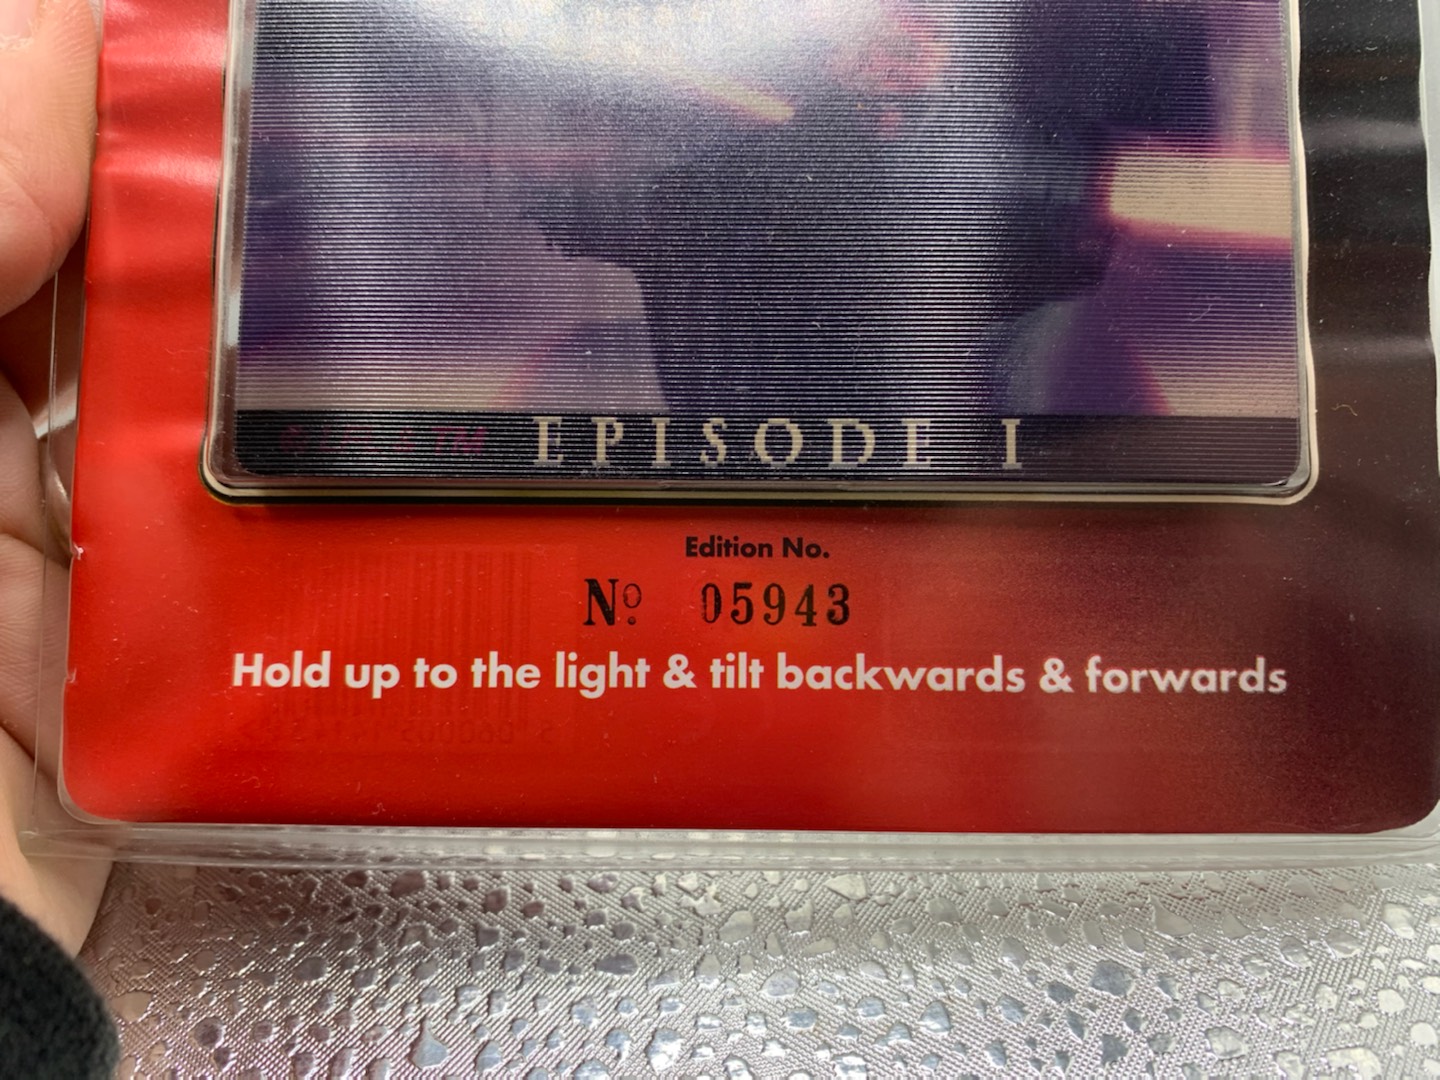 EPISODE I
Edition No.
Nº 05943
Hold up to the light & tilt backwards & forwards